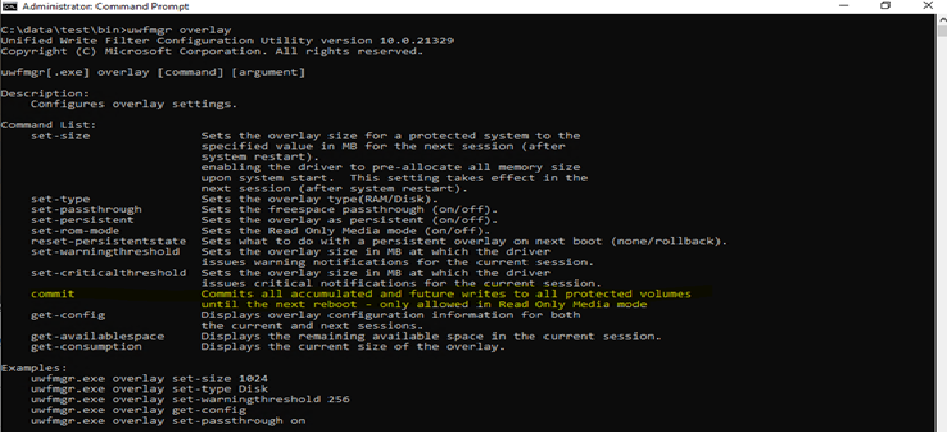 Administrator: Command Prompt
C:\data\test\bin>uwfmgr overlay
Unified Write Filter Configuration Utility version 10.0.21329
Copyright (C) Microsoft Corporation. All rights reserved.
uwfmgr[.exe] overlay [command] [argument]
Description:
Configures overlay settings.
Command List:
set-size Sets the overlay size for a protected system to the
specified value in MB for the next session (after
system restart).
enabling the driver to pre-allocate all memory size
upon system start. This setting takes effect in the
next session (after system restart).
set-type Sets the overlay type(RAM/Disk).
set-passthrough Sets the freespace passthrough (on/off).
set-persistent Sets the overlay as persistent (on/off).
set-rom-mode Sets the Read Only Media mode (on/off).
reset-persistentstate Sets what to do with a persistent overlay on next boot (none/rollback).
set-warningthreshold Sets the overlay size in MB at which the driver
issues warning notifications for the current session.
set-criticalthreshold Sets the overlay size in MB at which the driver
issues critical notifications for the current session.
commit Commits all accumulated and future writes to all protected volumes
until the next reboot - only allowed in Read Only Media mode
get-config Displays overlay configuration information for both
the current and next sessions.
get-availablespace Displays the remaining available space in the current session.
get-consumption Displays the current size of the overlay.
Examples:
uwfmgr.exe overlay set-size 1024
uwfmgr.exe overlay set-type Disk
uwfmgr.exe overlay set-warningthreshold 256
uwfmgr.exe overlay get-config
uwfmgr.exe overlay set-passthrough on